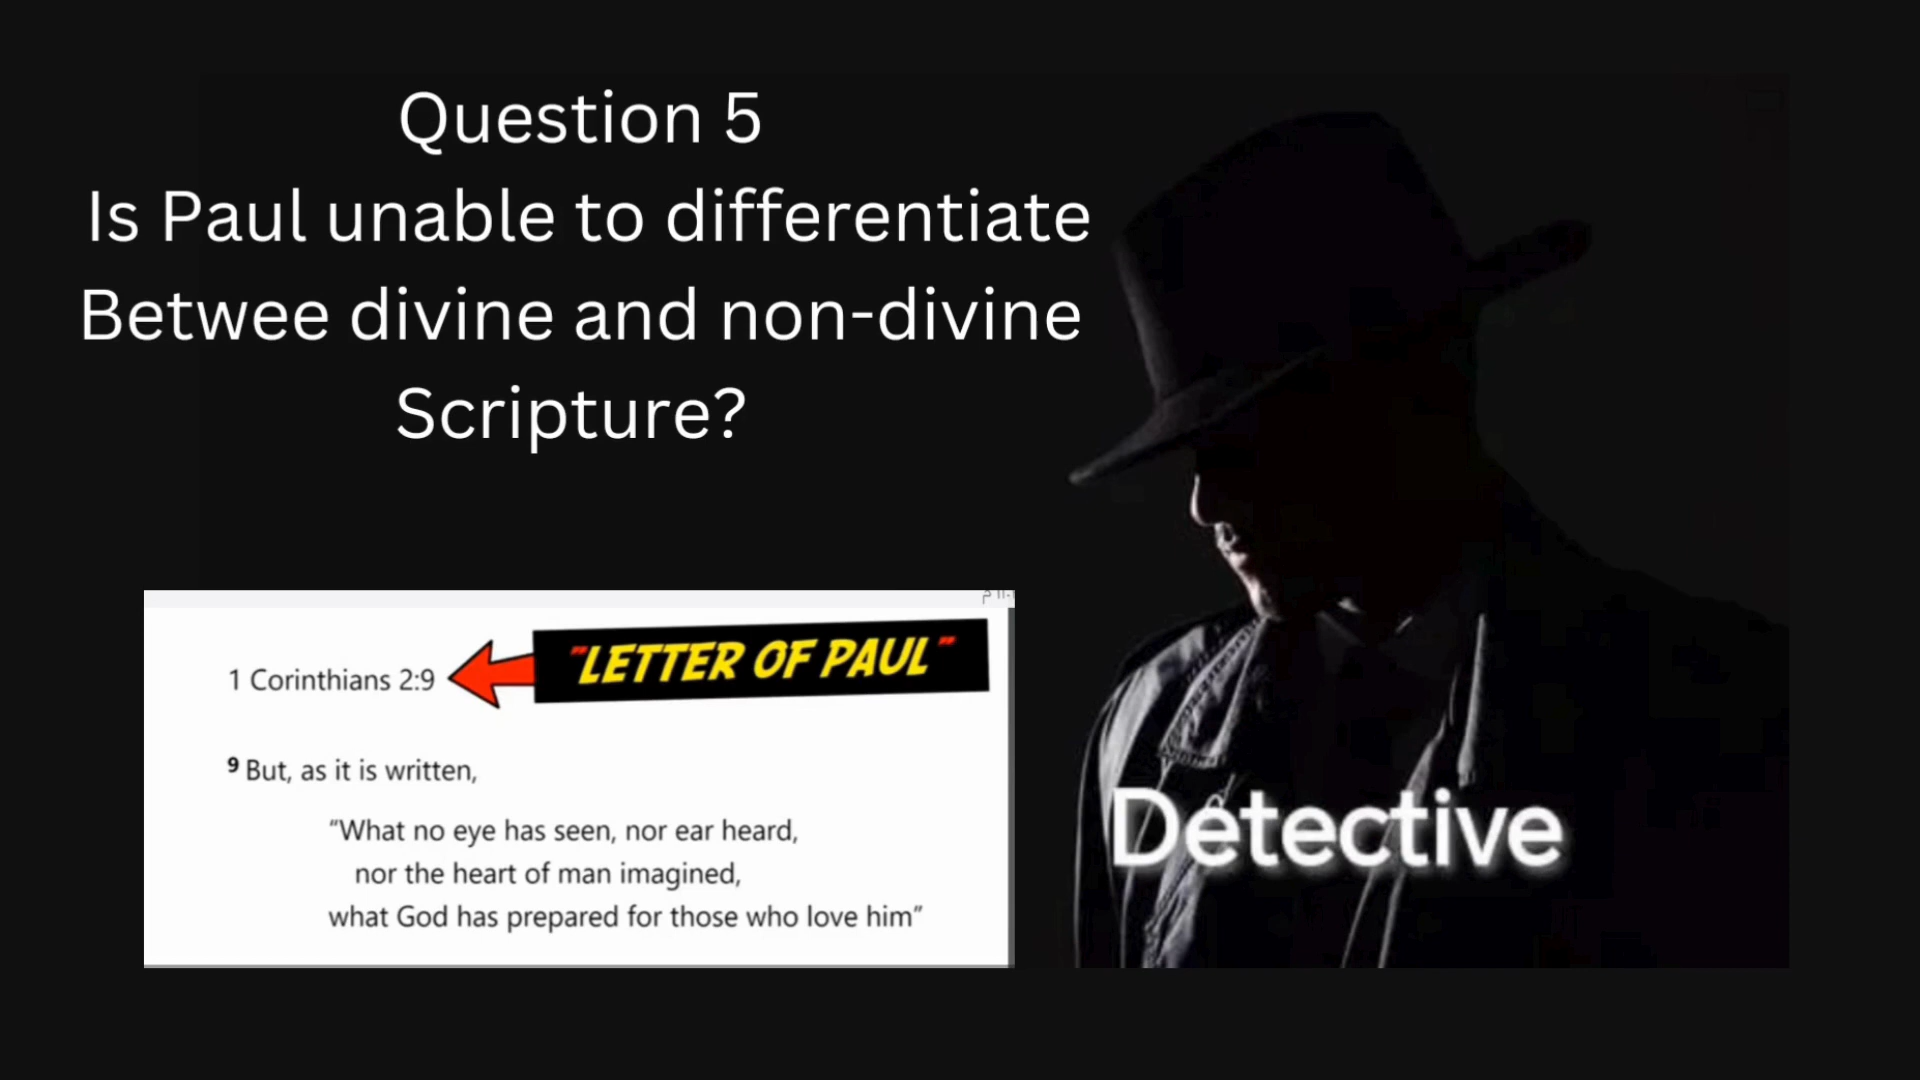 Question 5
Is Paul unable to differentiate
Betwee divine and non-divine
Scripture?
1 Corinthians 2:9
"LETTER OF PAUL"
9 But, as it is written,
“What no eye has seen, nor ear heard,
nor the heart of man imagined,
what God has prepared for those who love him”
Detective